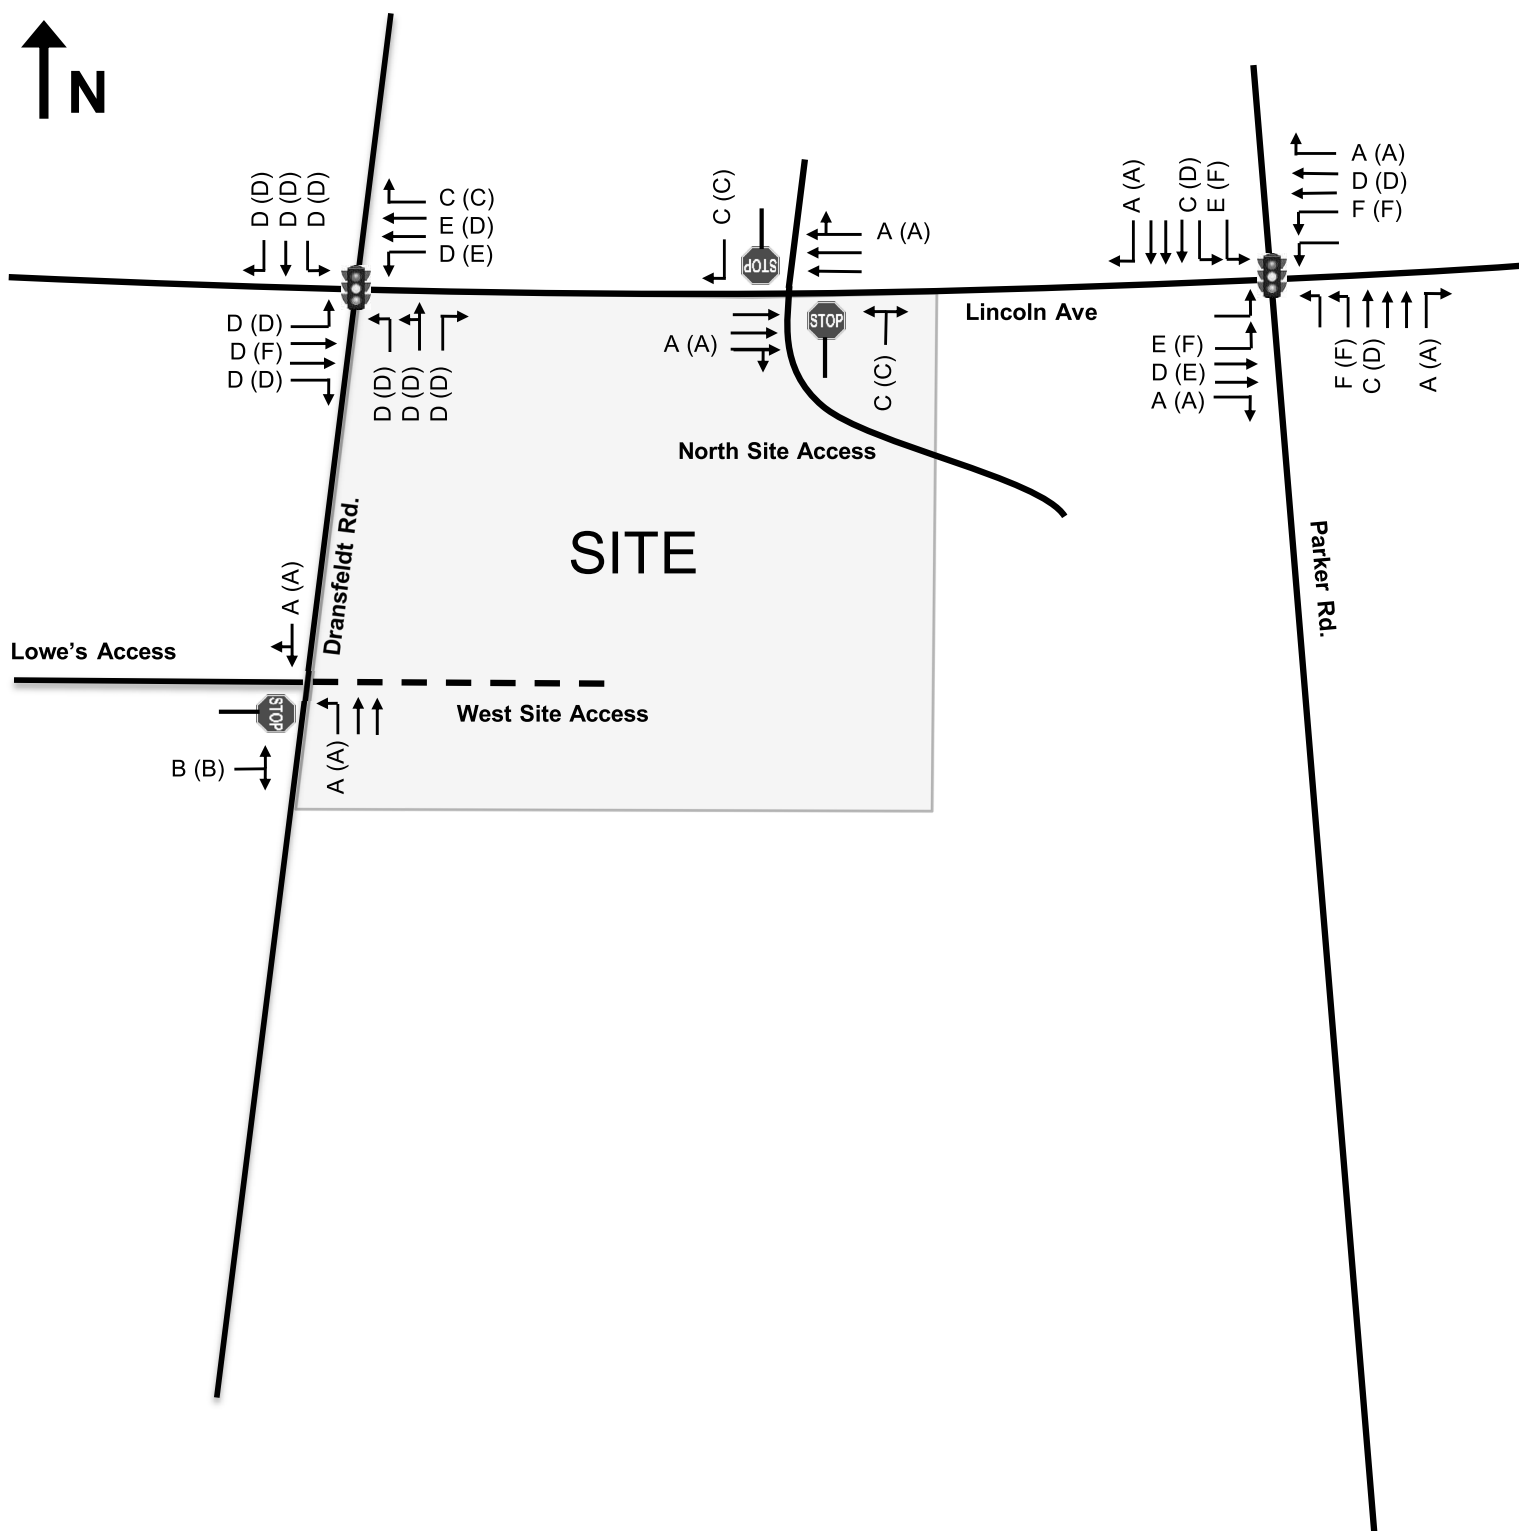 N
D (D)
D (D)
D (D)
C (C)
E (D)
D (E)
C (C)
STOP
A (A)
A (A)
C (D)
E (F)
A (A)
D (D)
F (F)
D (D)
D (F)
D (D)
D (D)
D (D)
D (D)
A (A)
STOP
C (C)
Lincoln Ave
E (F)
D (E)
A (A)
F (F)
C (D)
A (A)
North Site Access
SITE
Dransfeldt Rd.
Parker Rd.
A (A)
Lowe's Access
STOP
B (B)
A (A)
West Site Access